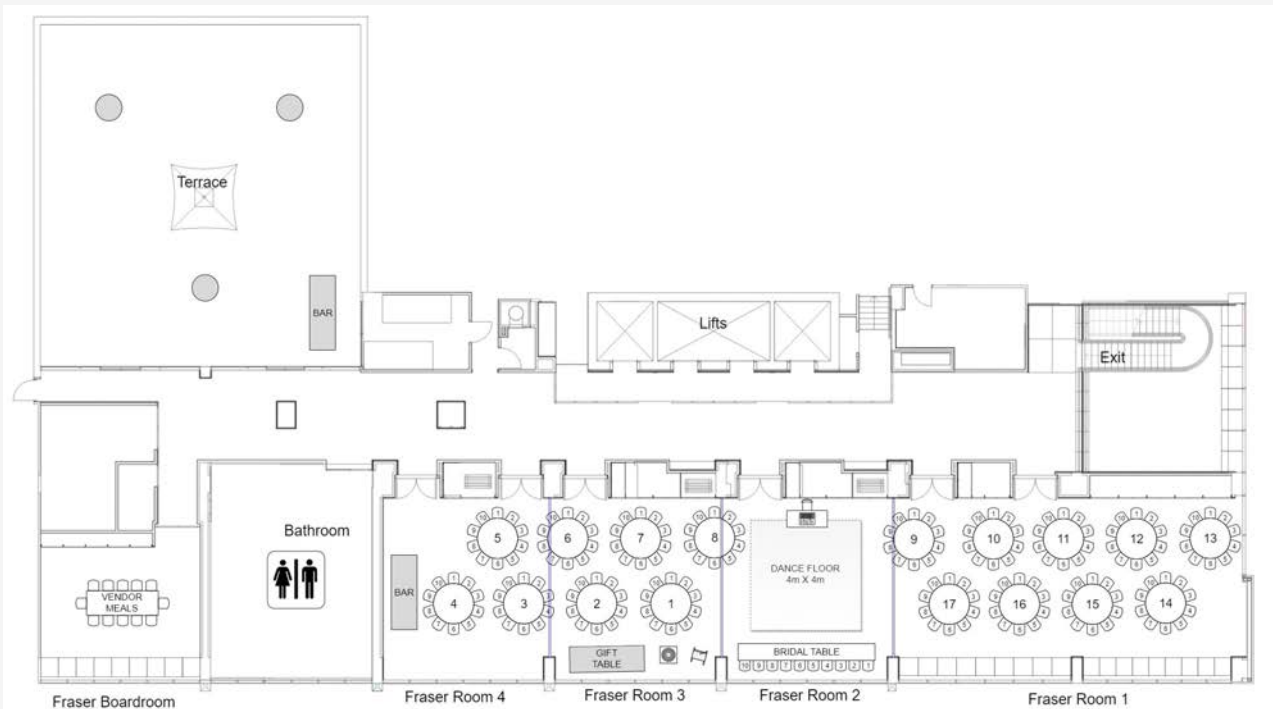 Terrace
BAR
Lifts
Exit
Bathroom
5
6
7
8
9
10
11
12
13
DANCE FLOOR
4m X 4m
BAR
VENDOR
MEALS
4
3
2
1
17
16
15
14
GIFT
TABLE
BRIDAL TABLE
10 9 8 7 6 5 4 3 2 1
Fraser Boardroom
Fraser Room 4
Fraser Room 3
Fraser Room 2
Fraser Room 1